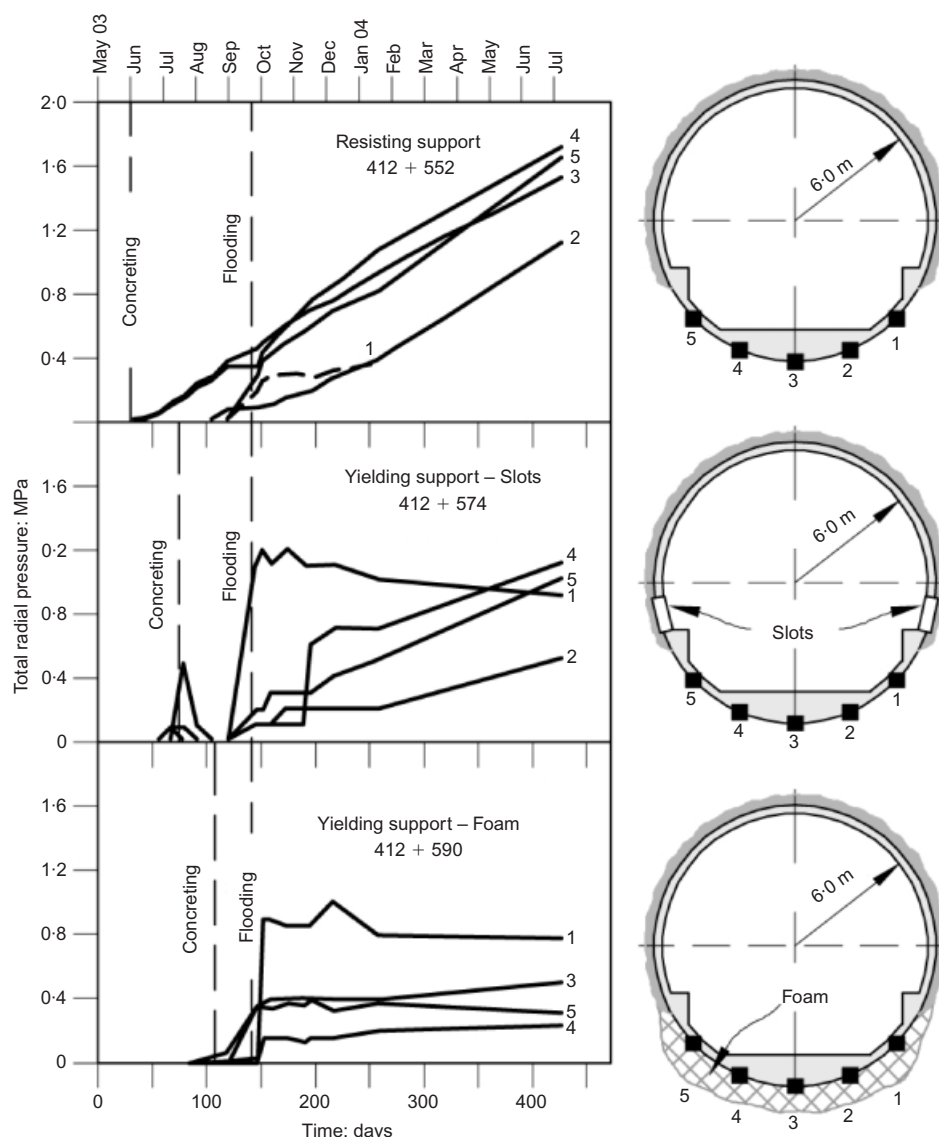 May 03
Jun
Jul
Aug
Sep
Oct
Nov
Dec
Jan 04
Feb
Mar
Apr
May
Jun
Jul
2·0
1·6
1·2
0·8
0·4
Resisting support
412 + 552
Concreting
Flooding
4
5
3
2
1
6·0 m
5
4
3
2
1
Total radial pressure: MPa
1·6
0·2
0·8
0·4
0
Yielding support – Slots
412 + 574
Concreting
Flooding
4
5
1
2
6·0 m
Slots
5
4
3
2
1
1·6
1·2
0·8
0·4
0
Yielding support – Foam
412 + 590
Concreting
Flooding
1
3
5
4
6·0 m
Foam
5
4
3
2
1
0
100
200
300
400
Time: days